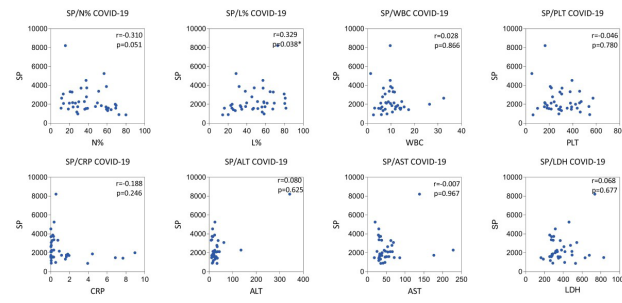 SP/N% COVID-19
r=-0.310
p=0.051
10000
8000
6000
4000
2000
0
SP
0 20 40 60 80 100
N%
SP/L% COVID-19
r=0.329
p=0.038*
10000
8000
6000
4000
2000
0
SP
0 20 40 60 80 100
L%
SP/WBC COVID-19
r=0.028
p=0.866
10000
8000
6000
4000
2000
0
SP
0 10 20 30 40
WBC
SP/PLT COVID-19
r=-0.046
p=0.780
10000
8000
6000
4000
2000
0
SP
0 200 400 600 800
PLT
SP/CRP COVID-19
r=-0.188
p=0.246
10000
8000
6000
4000
2000
0
SP
0 2 4 6 8 10
CRP
SP/ALT COVID-19
r=0.080
p=0.625
10000
8000
6000
4000
2000
0
SP
0 100 200 300 400
ALT
SP/AST COVID-19
r=-0.007
p=0.967
10000
8000
6000
4000
2000
0
SP
0 50 100 150 200 250
AST
SP/LDH COVID-19
r=0.068
p=0.677
10000
8000
6000
4000
2000
0
SP
0 200 400 600 800 1000
LDH